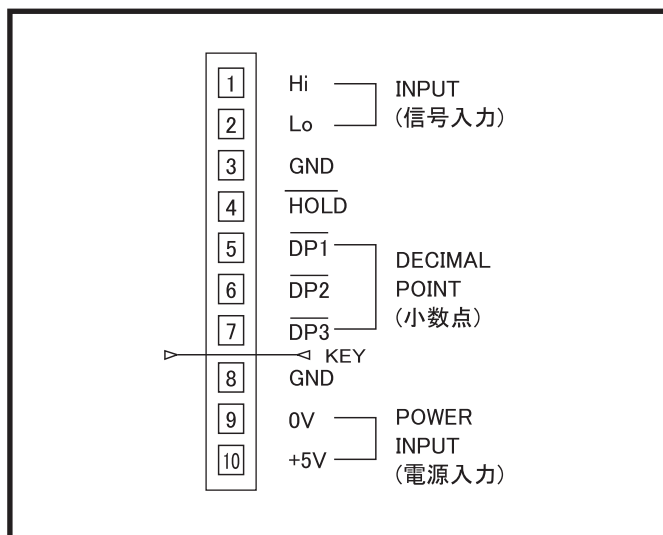 1 Hi
2 Lo
INPUT
(信号入力)
3 GND
4 HOLD
5 DP1
6 DP2
7 DP3
DECIMAL
POINT
(小数点)
KEY
8 GND
9 0V
10 +5V
POWER
INPUT
(電源入力)